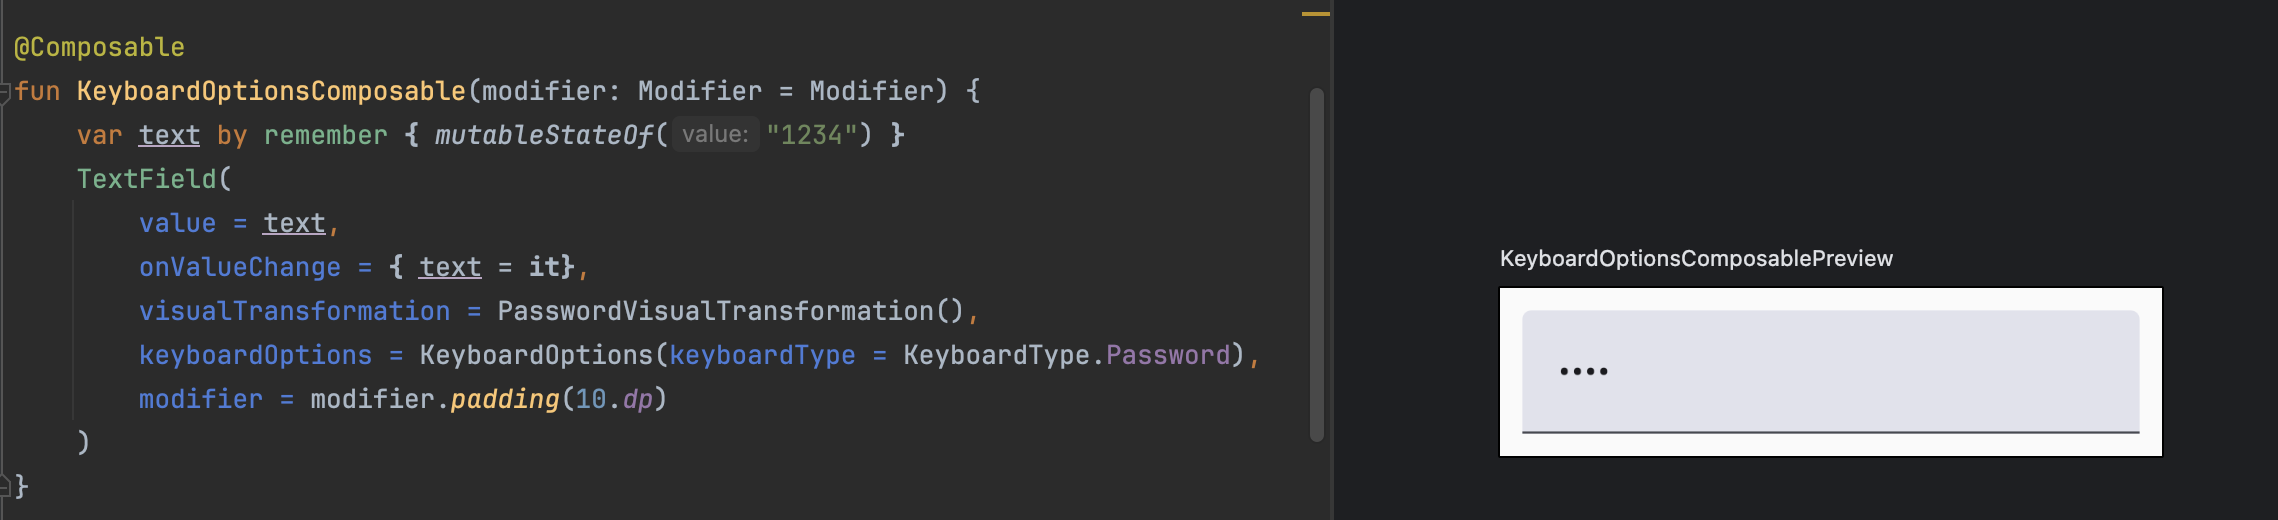 @Composable
fun KeyboardOptionsComposable(modifier: Modifier = Modifier) {
var text by remember { mutableStateOf( value: "1234") }
TextField(
value = text,
onValueChange = { text = it},
visualTransformation = PasswordVisualTransformation(),
keyboardOptions = KeyboardOptions(keyboardType = KeyboardType.Password),
modifier = modifier.padding(10.dp)
)
}
KeyboardOptionsComposablePreview
••••